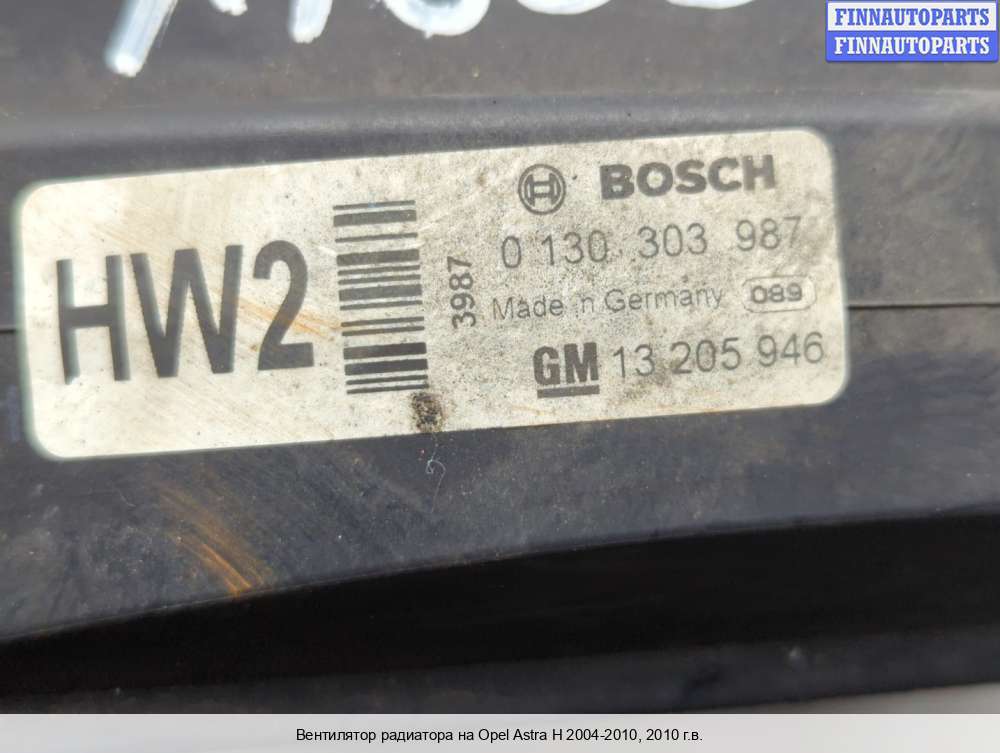 FINNAUTOPARTS
FINNAUTOPARTS
BOSCH
0 130 303 987
Made in Germany 089
GM 13 205 946
HW2
3987
Вентилятор радиатора на Opel Astra H 2004-2010, 2010 г.в.